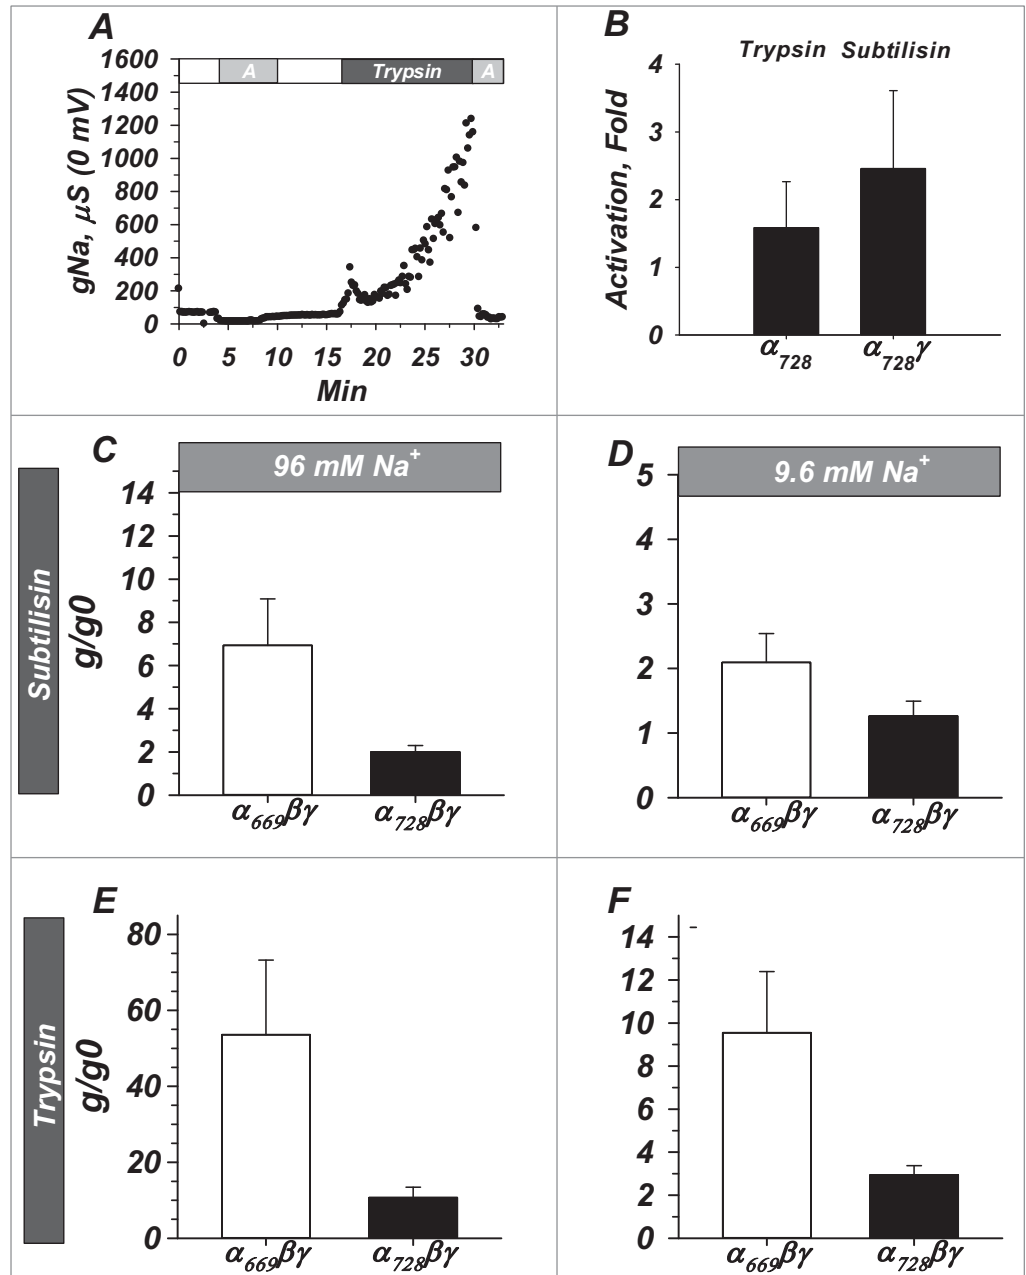 A
1600
1400
1200
1000
800
600
400
200
0
gNa, μS (0 mV)
A
Trypsin
A
0 5 10 15 20 25 30
Min
B
Trypsin Subtilisin
4
3
2
1
0
Activation, Fold
α728
α728γ
C
96 mM Na+
14
12
10
8
6
4
2
0
Subtilisin
g/g0
α669βγ
α728βγ
D
9.6 mM Na+
5
4
3
2
1
0
α669βγ
α728βγ
E
80
60
40
20
0
Trypsin
g/g0
α669βγ
α728βγ
F
14
12
10
8
6
4
2
0
α669βγ
α728βγ